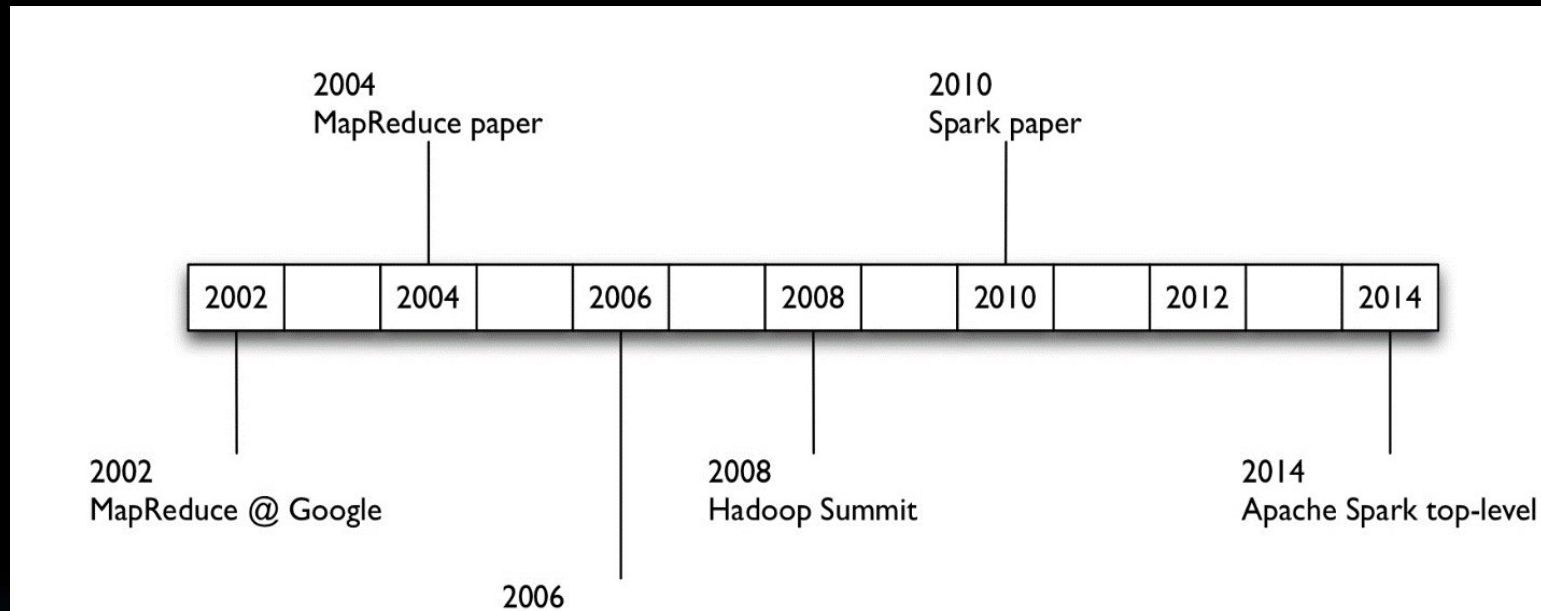 2004
MapReduce paper
2010
Spark paper
2002 2004 2006 2008 2010 2012 2014
2002
MapReduce @ Google
2008
Hadoop Summit
2014
Apache Spark top-level
2006